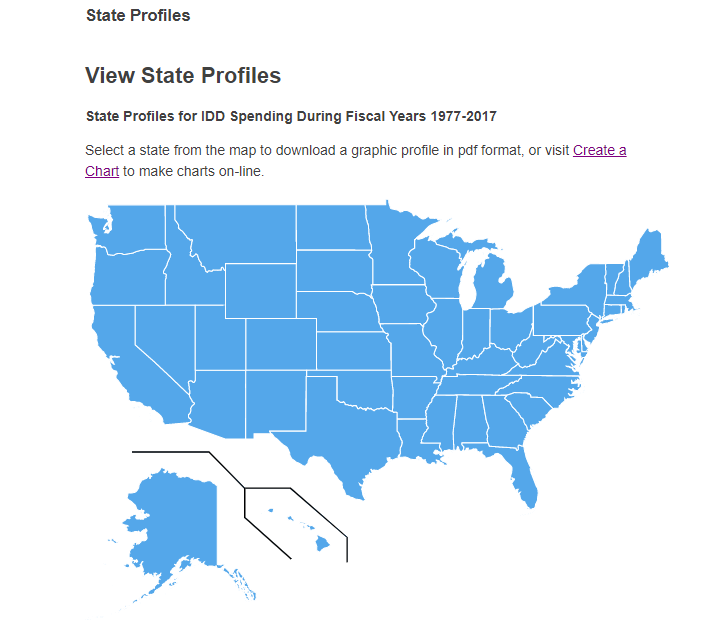 State Profiles
View State Profiles
State Profiles for IDD Spending During Fiscal Years 1977-2017
Select a state from the map to download a graphic profile in pdf format, or visit Create a
Chart to make charts on-line.